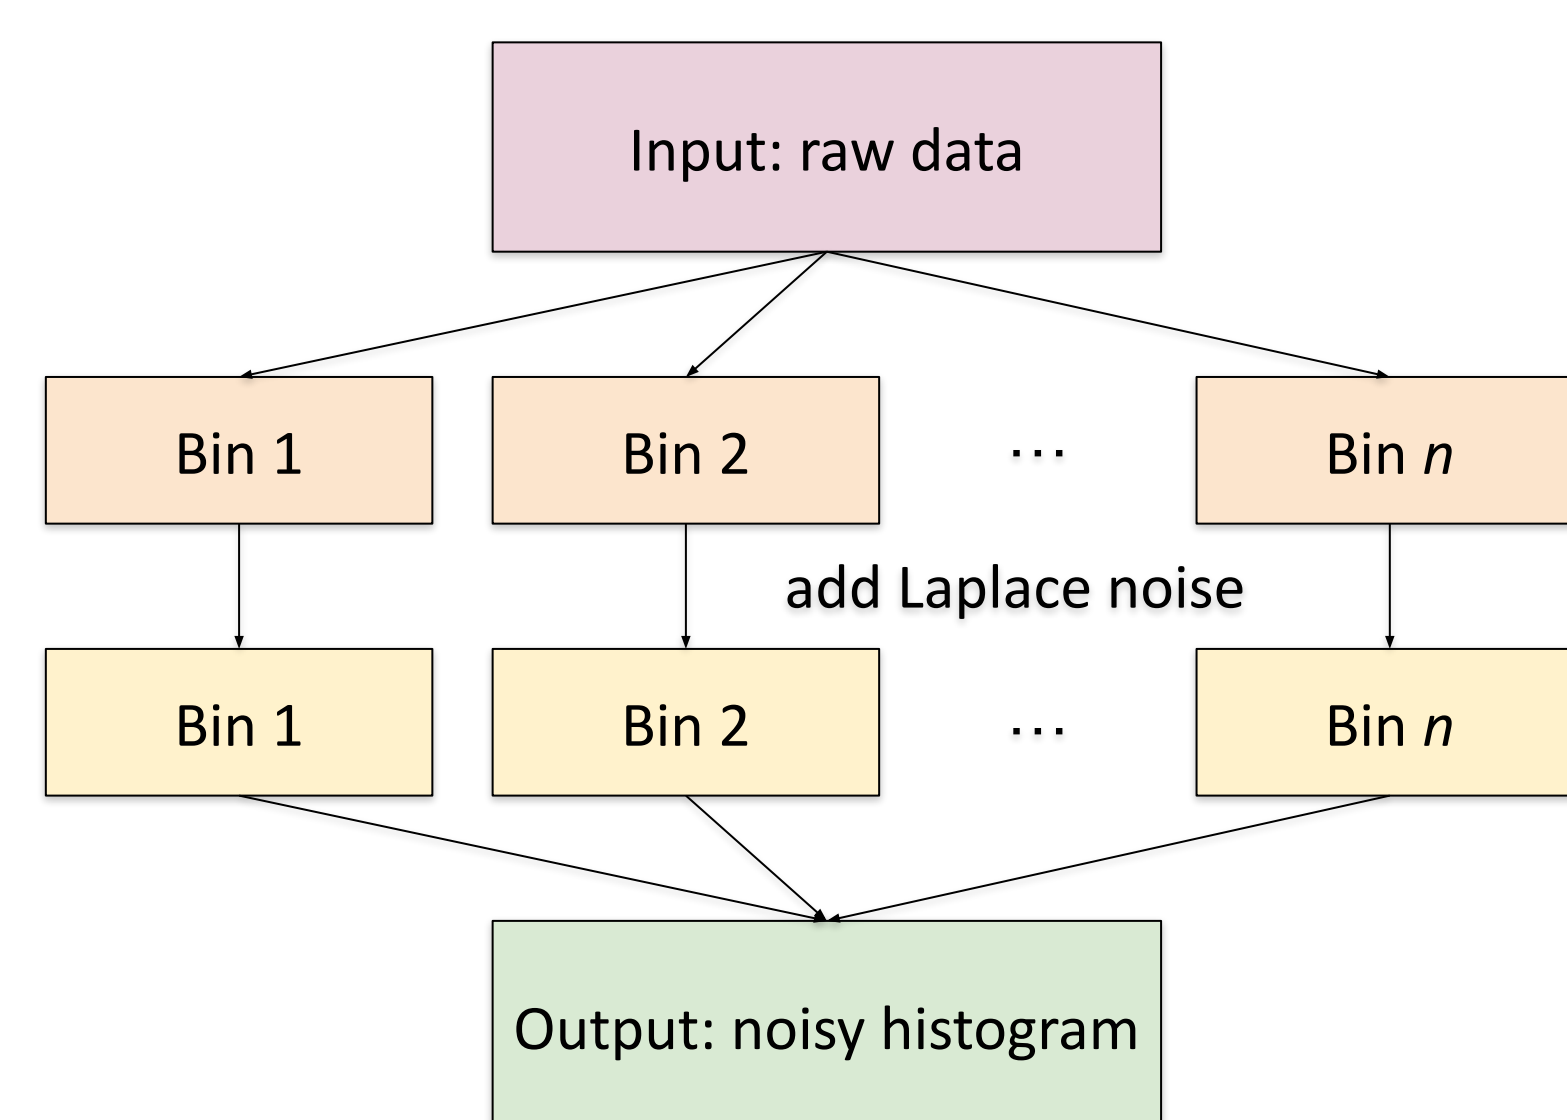 Input: raw data
Bin 1
Bin 2
...
Bin n
add Laplace noise
Bin 1
Bin 2
...
Bin n
Output: noisy histogram